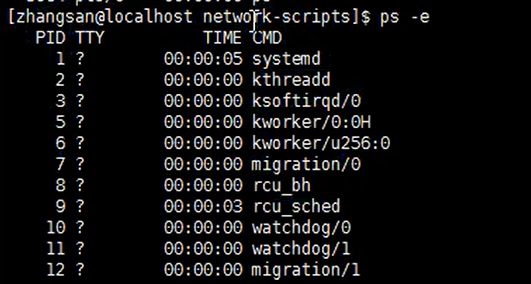 [zhangsan@localhost network-scripts]$ ps -e
PID TTY TIME CMD
1 ? 00:00:05 systemd
2 ? 00:00:00 kthreadd
3 ? 00:00:00 ksoftirqd/0
5 ? 00:00:00 kworker/0:0H
6 ? 00:00:00 kworker/u256:0
7 ? 00:00:00 migration/0
8 ? 00:00:00 rcu_bh
9 ? 00:00:03 rcu_sched
10 ? 00:00:00 watchdog/0
11 ? 00:00:00 watchdog/1
12 ? 00:00:00 migration/1